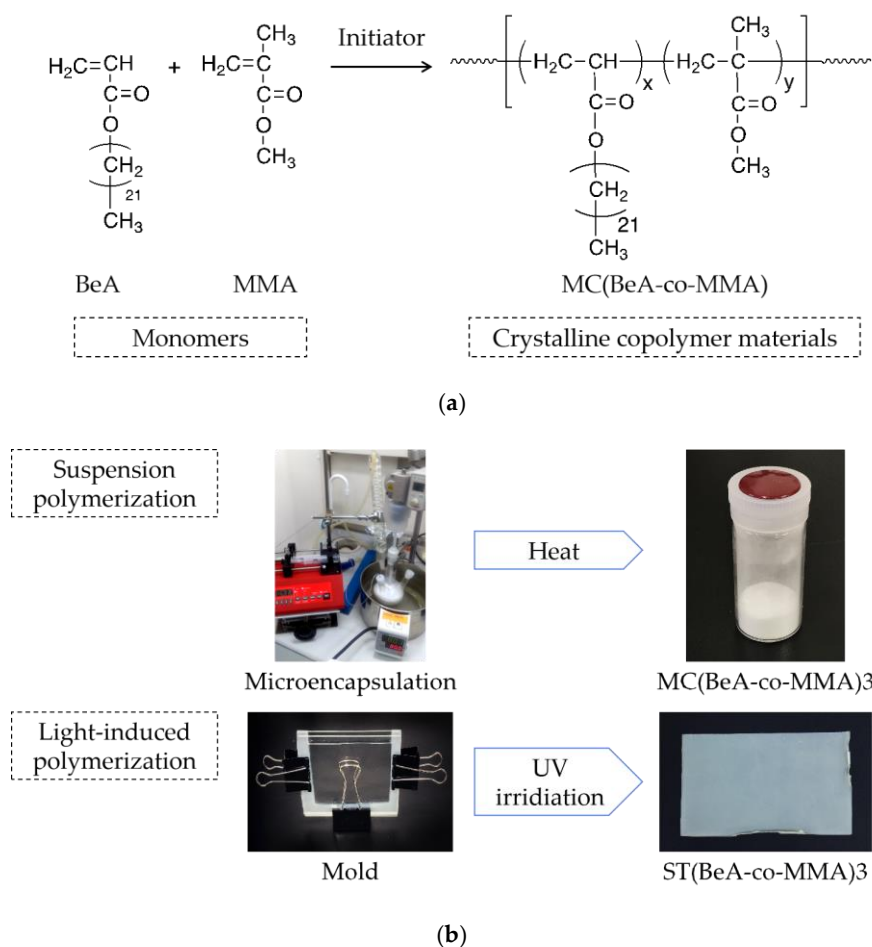 CH₃
Initiator
H₂C=CH + H₂C=C
C=O C=O
O O
CH₂ CH₃
21
CH₃
BeA MMA
Monomers
CH₃
H₂C-CH H₂C-C
x y
C=O C=O
O O
CH₂ CH₃
21
CH₃
MC(BeA-co-MMA)
Crystalline copolymer materials
(a)
Suspension
polymerization
Heat
Microencapsulation
MC(BeA-co-MMA)3
Light-induced
polymerization
UV
irridiation
Mold
ST(BeA-co-MMA)3
(b)